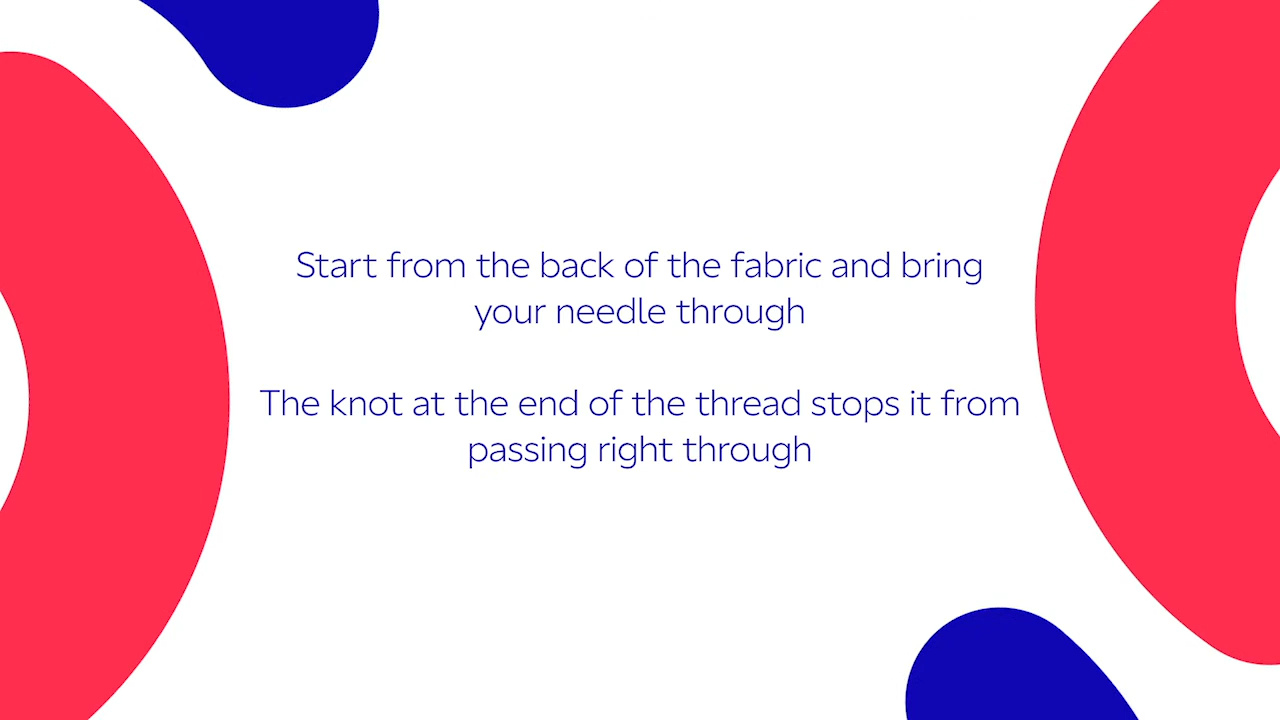 Start from the back of the fabric and bring
your needle through
The knot at the end of the thread stops it from
passing right through